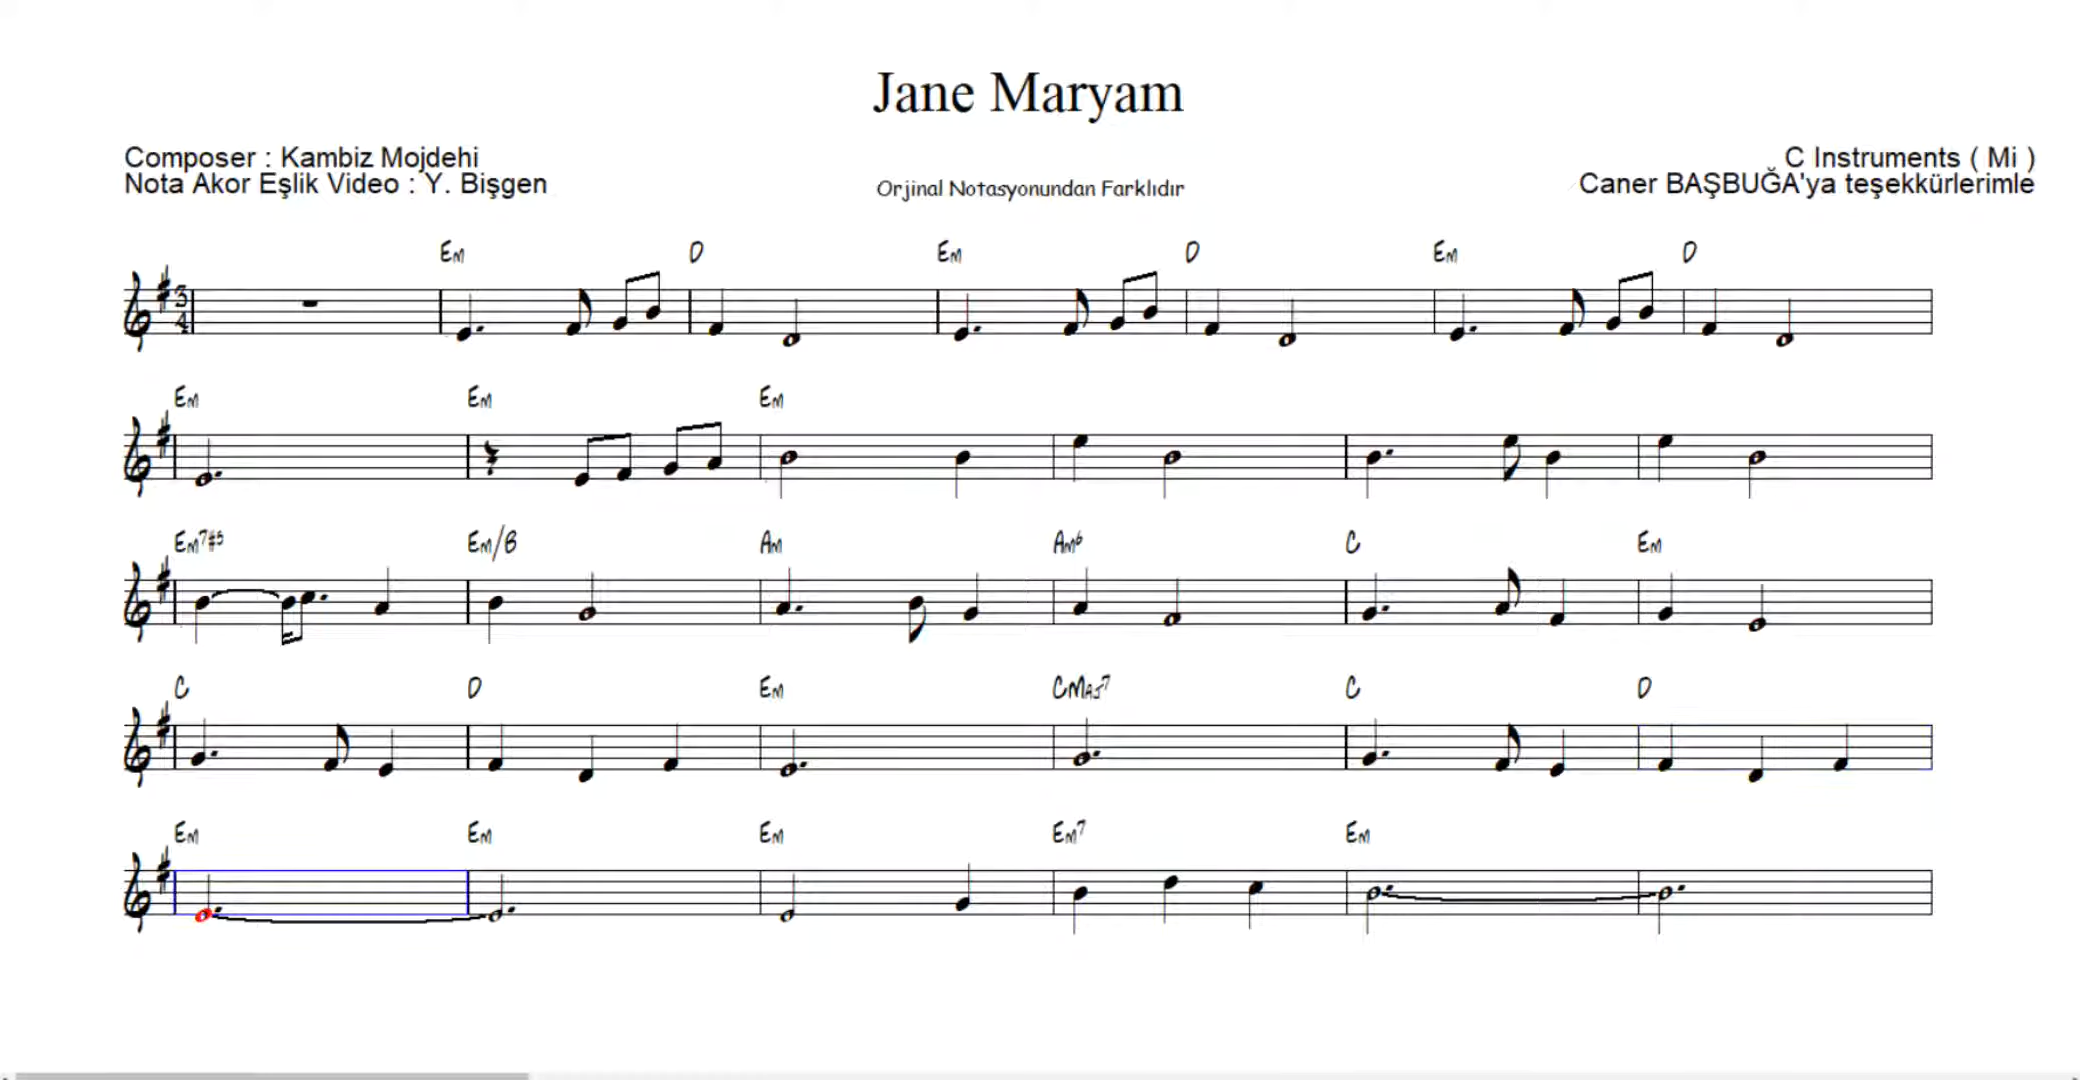 Jane Maryam
Composer : Kambiz Mojdehi
C Instruments ( Mi )
Nota Akor Eşlik Video : Y. Bişgen
Orjinal Notasyonundan Farklıdır
Caner BAŞBUĞA'ya teşekkürlerimle
Em D Em D Em D
3
4
Em Em Em
Em7#5 Em/B Am Am6 C Em
C D Em CMaj7 C D
Em Em Em Em7 Em